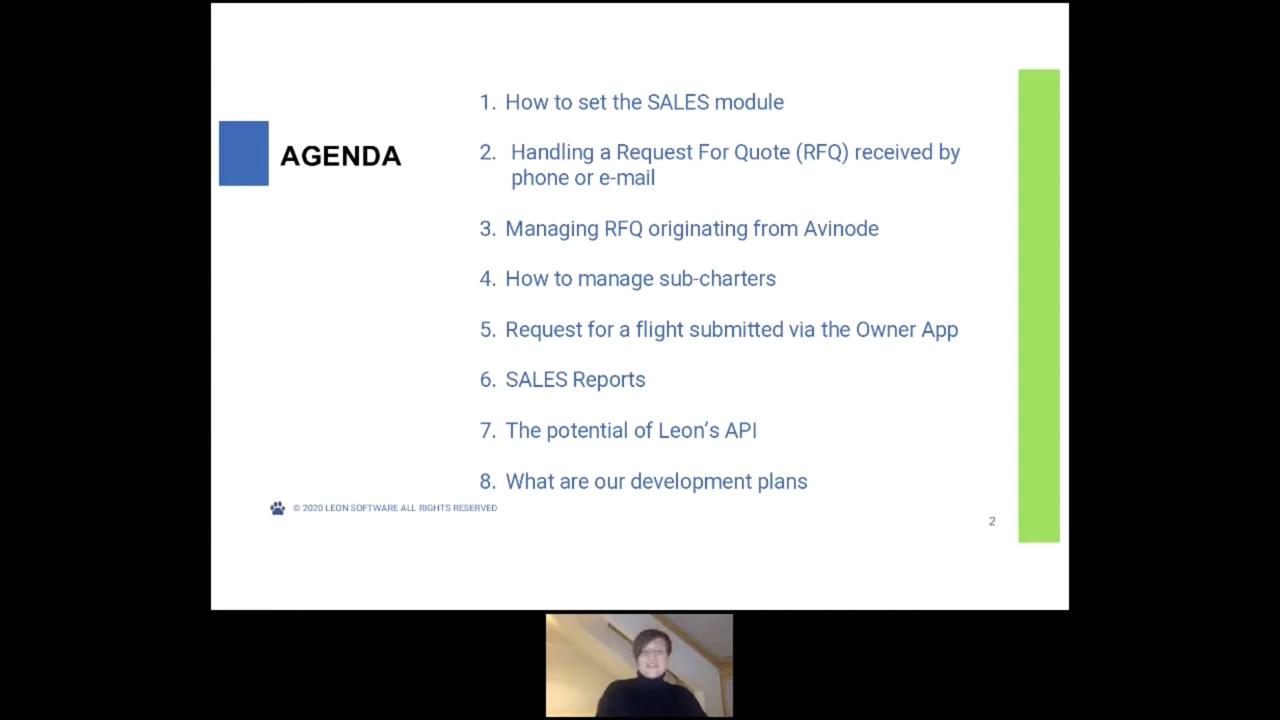 AGENDA
1. How to set the SALES module
2. Handling a Request For Quote (RFQ) received by
phone or e-mail
3. Managing RFQ originating from Avinode
4. How to manage sub-charters
5. Request for a flight submitted via the Owner App
6. SALES Reports
7. The potential of Leon’s API
8. What are our development plans
© 2020 LEON SOFTWARE ALL RIGHTS RESERVED
2